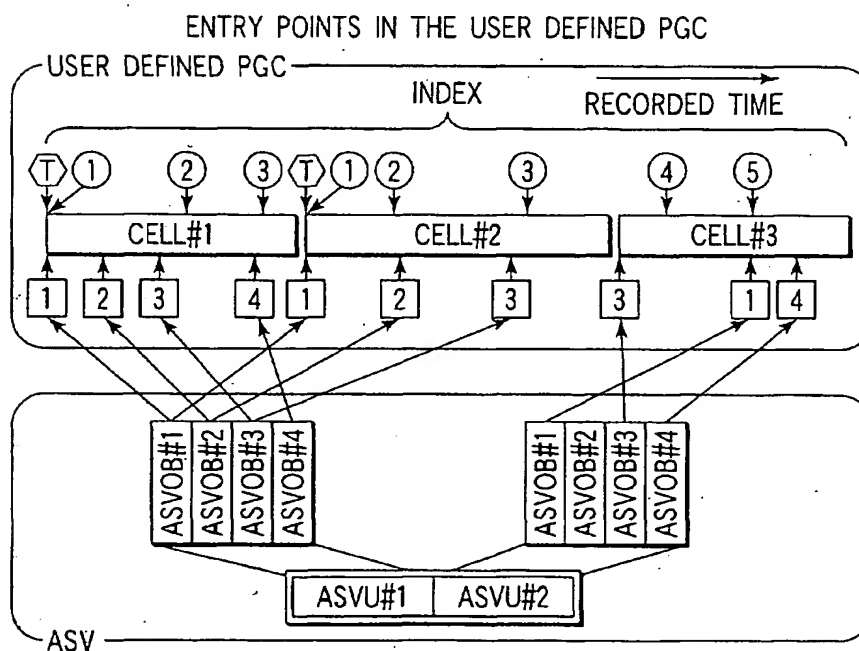 ENTRY POINTS IN THE USER DEFINED PGC
USER DEFINED PGC
INDEX
RECORDED TIME
T 1 2 3 T 1 2 3 4 5
CELL#1 CELL#2 CELL#3
1 2 3 4 1 2 3 3 1 4
ASVOB#1
ASVOB#2
ASVOB#3
ASVOB#4
ASVOB#1
ASVOB#2
ASVOB#3
ASVOB#4
ASVU#1 ASVU#2
ASV